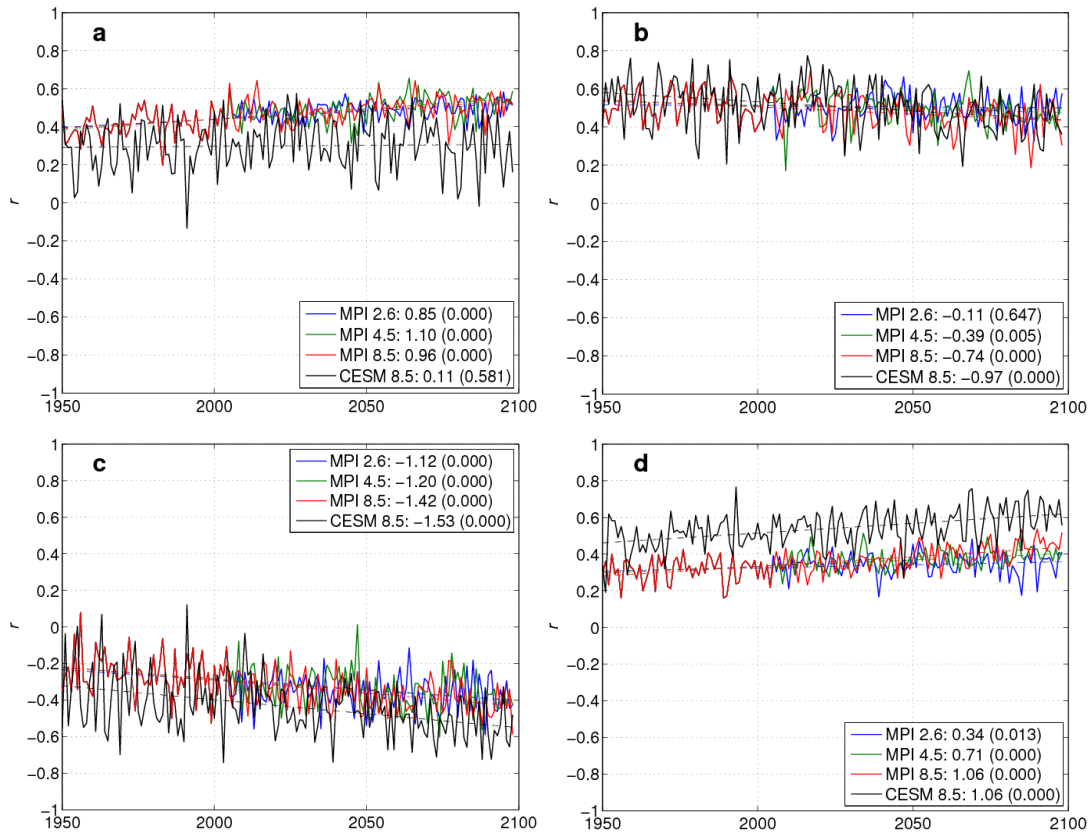 a
1
0.8
0.6
0.4
0.2
0
−0.2
−0.4
−0.6
−0.8
−1
r
1950 2000 2050 2100
MPI 2.6: 0.85 (0.000)
MPI 4.5: 1.10 (0.000)
MPI 8.5: 0.96 (0.000)
CESM 8.5: 0.11 (0.581)
b
1
0.8
0.6
0.4
0.2
0
−0.2
−0.4
−0.6
−0.8
−1
r
1950 2000 2050 2100
MPI 2.6: −0.11 (0.647)
MPI 4.5: −0.39 (0.005)
MPI 8.5: −0.74 (0.000)
CESM 8.5: −0.97 (0.000)
c
1
0.8
0.6
0.4
0.2
0
−0.2
−0.4
−0.6
−0.8
−1
r
1950 2000 2050 2100
MPI 2.6: −1.12 (0.000)
MPI 4.5: −1.20 (0.000)
MPI 8.5: −1.42 (0.000)
CESM 8.5: −1.53 (0.000)
d
1
0.8
0.6
0.4
0.2
0
−0.2
−0.4
−0.6
−0.8
−1
r
1950 2000 2050 2100
MPI 2.6: 0.34 (0.013)
MPI 4.5: 0.71 (0.000)
MPI 8.5: 1.06 (0.000)
CESM 8.5: 1.06 (0.000)